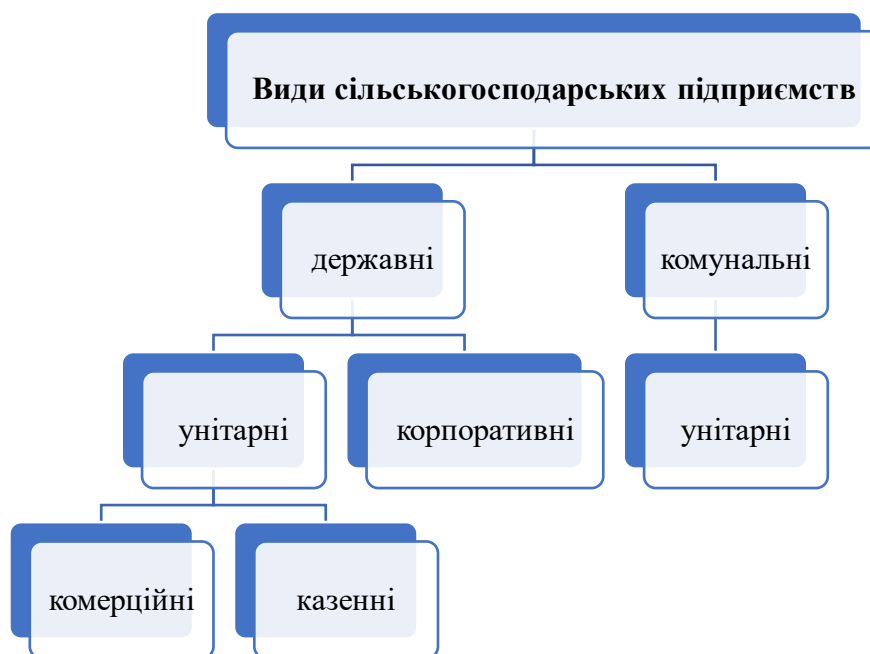 Види сільськогосподарських підприємств
державні
комунальні
унітарні
корпоративні
унітарні
комерційні
казенні